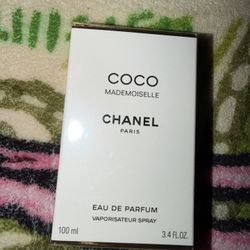 COCO
MADEMOISELLE
CHANEL
PARIS
EAU DE PARFUM
VAPORISATEUR SPRAY
100 ml 3.4 FL.OZ.